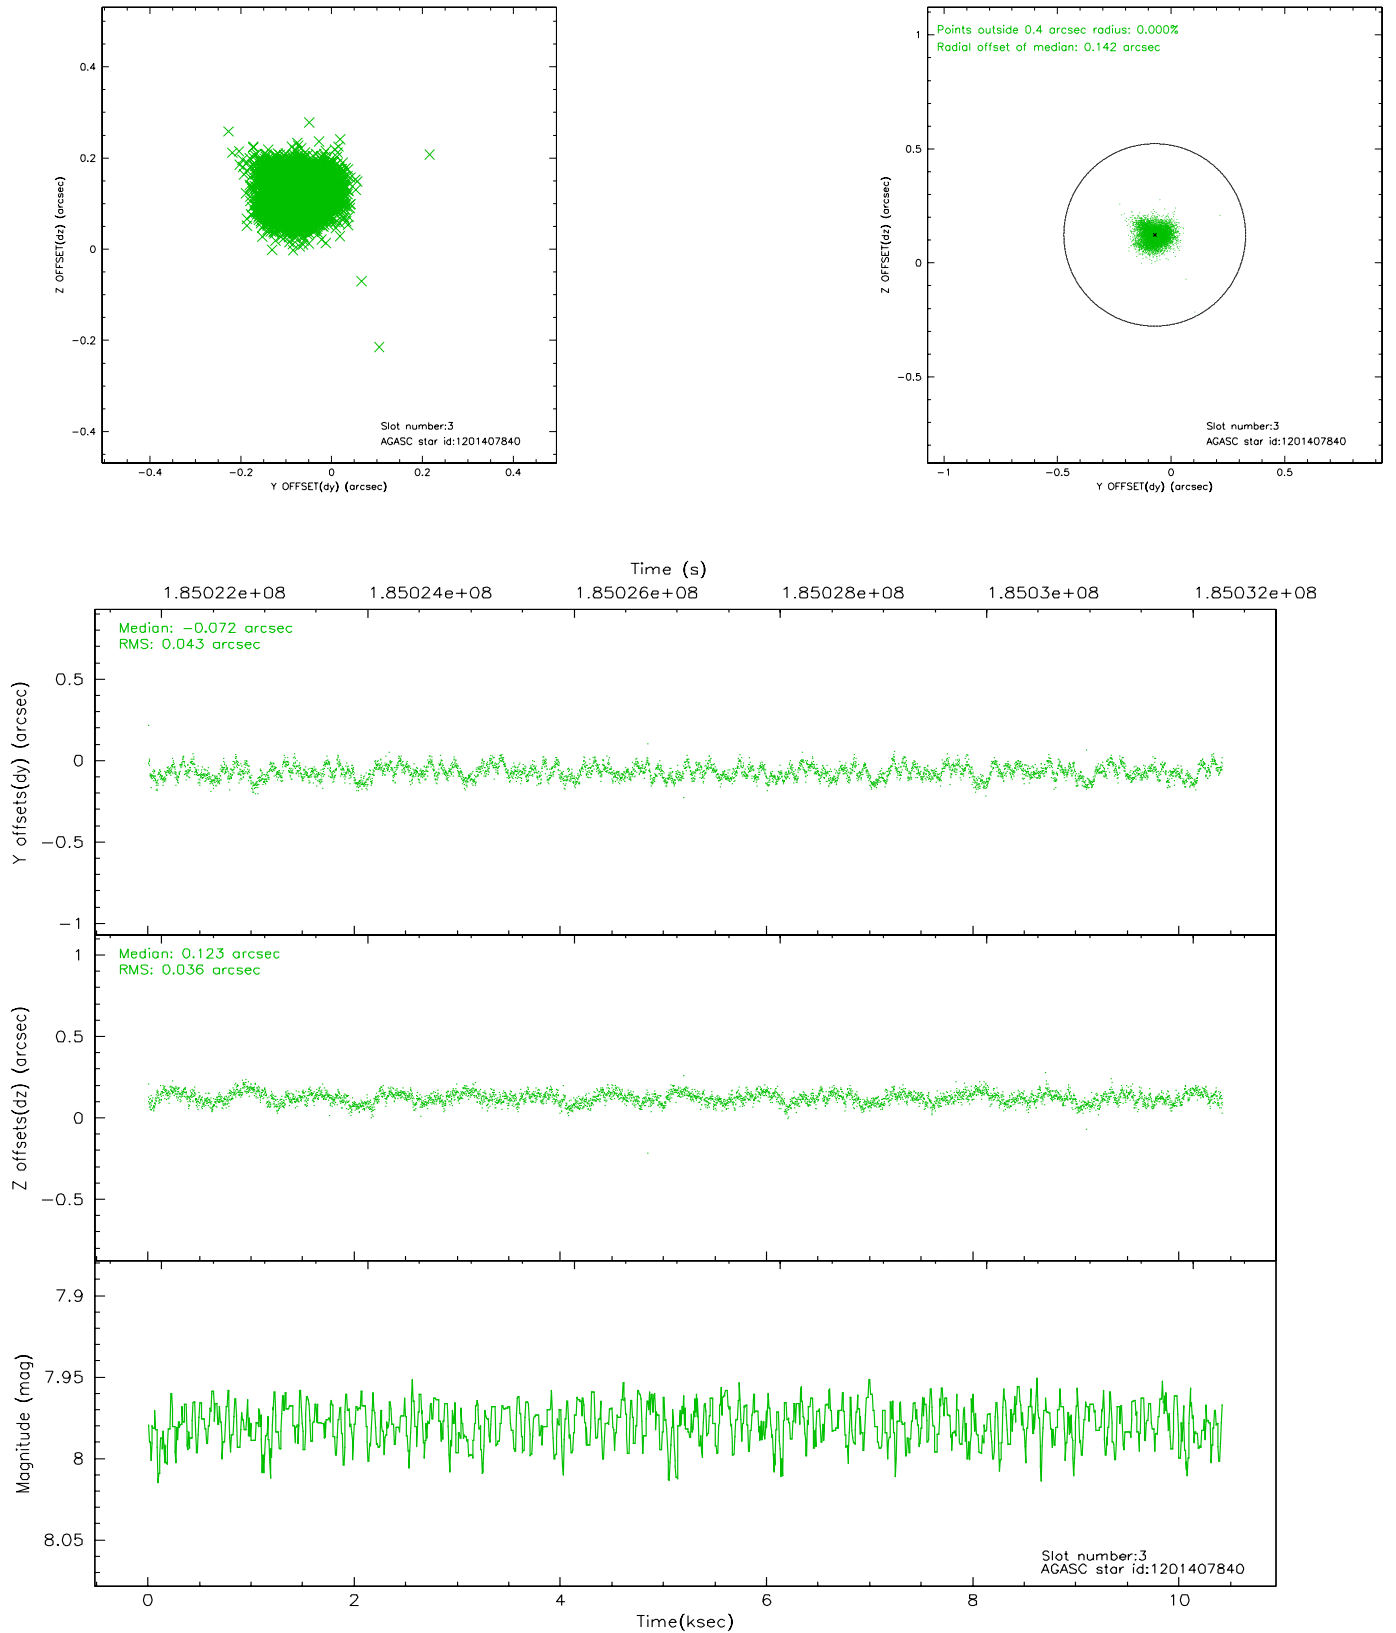 0.4
0.2
0
−0.2
−0.4
Z OFFSET(dz) (arcsec)
Slot number:3
AGASC star id:1201407840
−0.4 −0.2 0 0.2 0.4
Y OFFSET(dy) (arcsec)
Points outside 0.4 arcsec radius: 0.000%
Radial offset of median: 0.142 arcsec
1
0.5
0
−0.5
Z OFFSET(dz) (arcsec)
Slot number:3
AGASC star id:1201407840
−1 −0.5 0 0.5
Y OFFSET(dy) (arcsec)
Time (s)
1.85022e+08 1.85024e+08 1.85026e+08 1.85028e+08 1.8503e+08 1.85032e+08
Median: −0.072 arcsec
RMS: 0.043 arcsec
0.5
0
−0.5
−1
Y offsets(dy) (arcsec)
Median: 0.123 arcsec
RMS: 0.036 arcsec
1
0.5
0
−0.5
Z offsets(dz) (arcsec)
7.9
7.95
8
8.05
Magnitude (mag)
Slot number:3
AGASC star id:1201407840
0 2 4 6 8 10
Time(ksec)